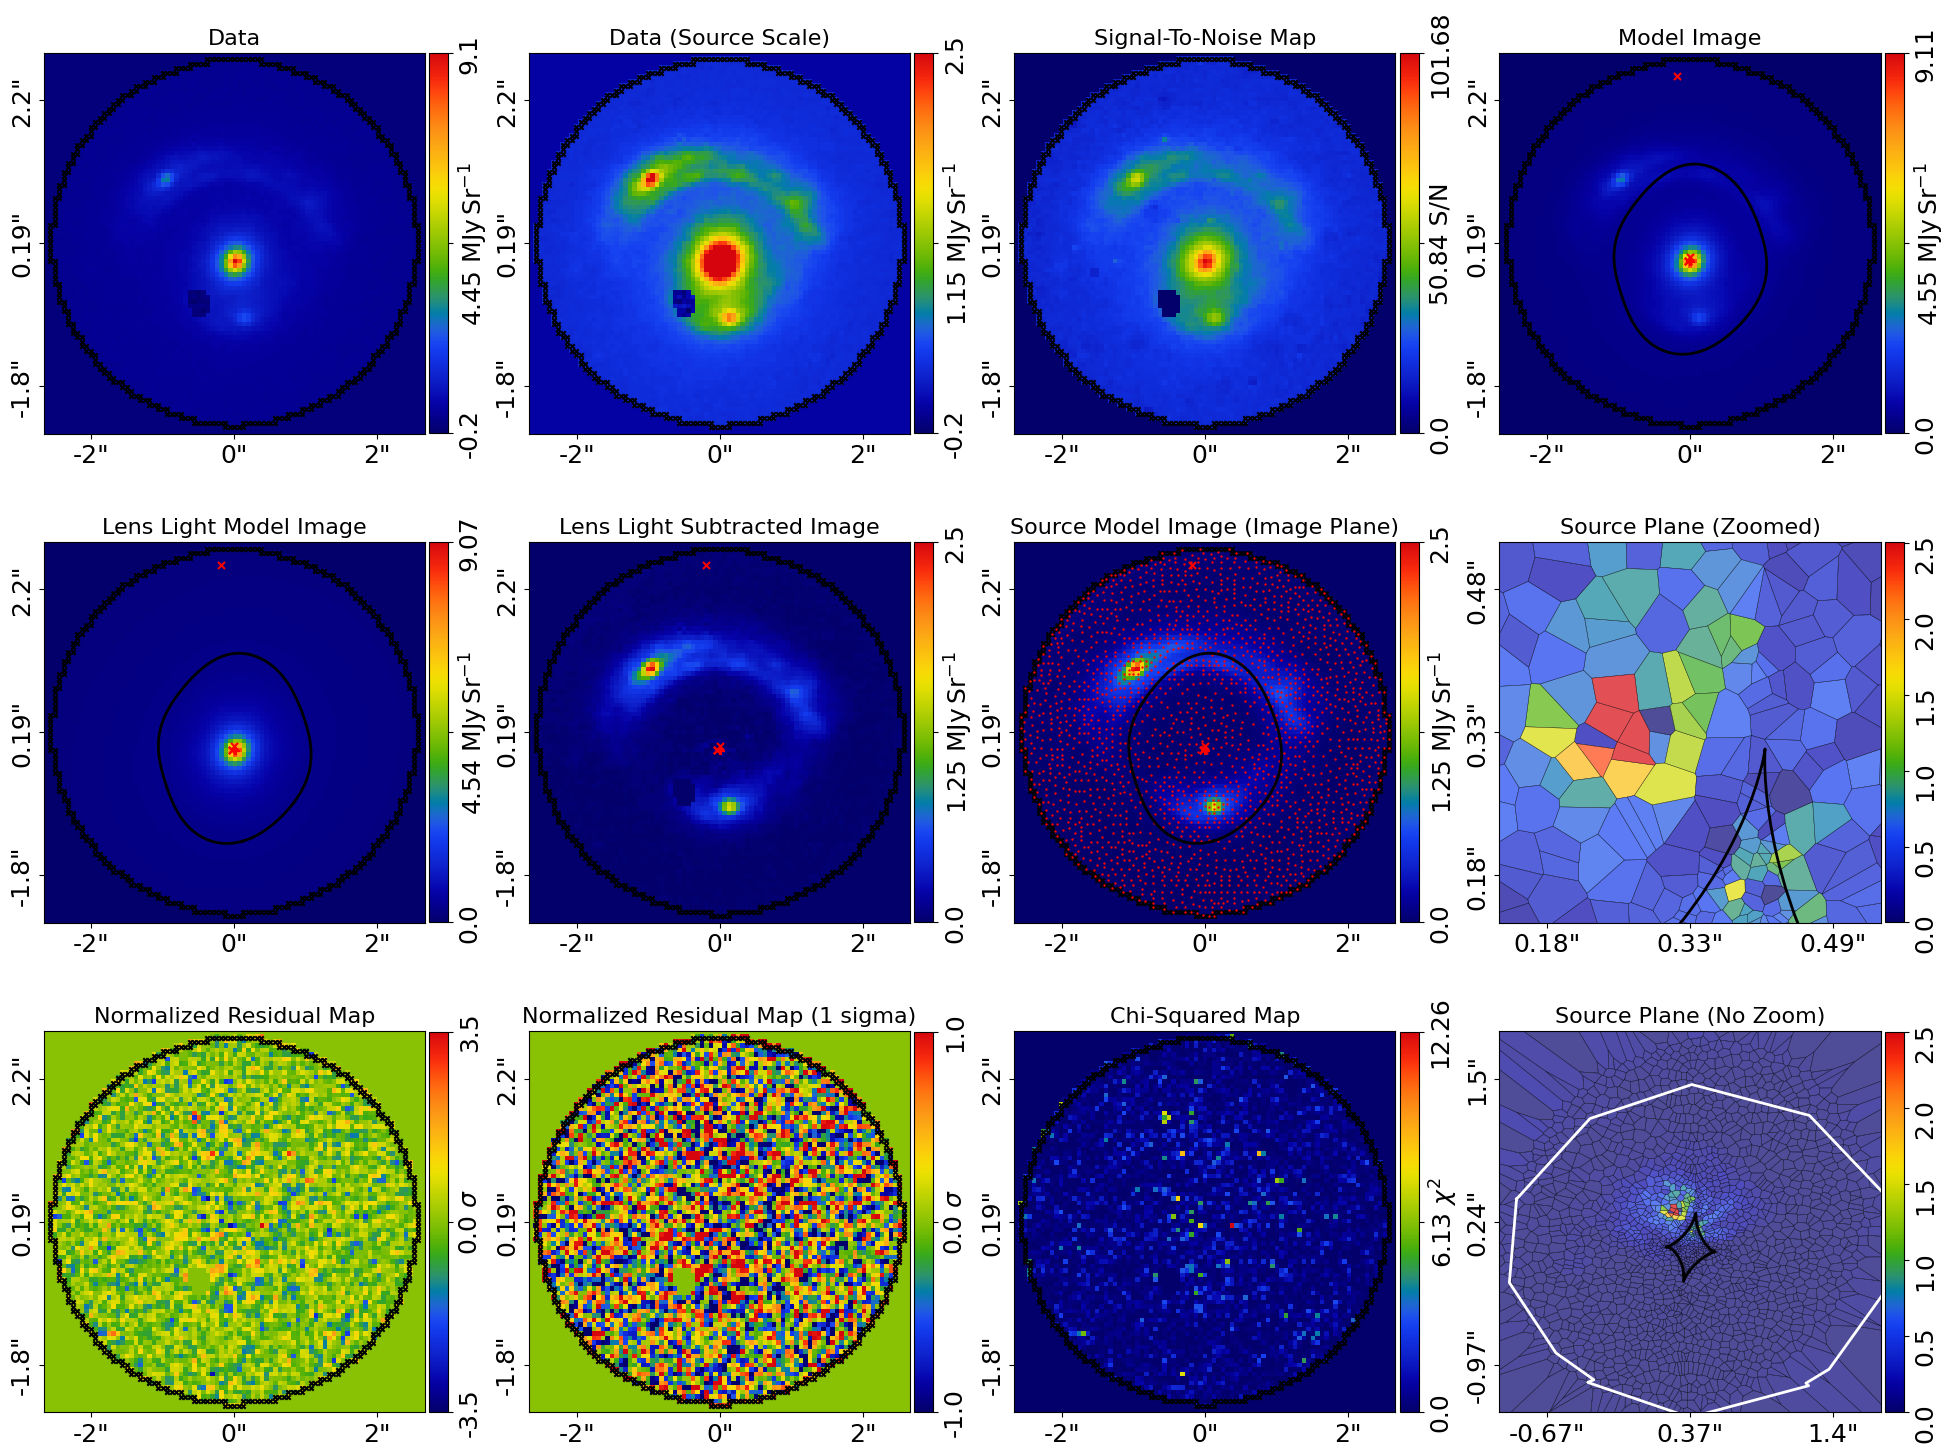 Data
9.1
4.45 MJy Sr⁻¹
-0.2
2.2"
0.19"
-1.8"
-2" 0" 2"
Data (Source Scale)
2.5
1.15 MJy Sr⁻¹
-0.2
2.2"
0.19"
-1.8"
-2" 0" 2"
Signal-To-Noise Map
101.68
50.84 S/N
0.0
2.2"
0.19"
-1.8"
-2" 0" 2"
Model Image
9.11
4.55 MJy Sr⁻¹
0.0
2.2"
0.19"
-1.8"
-2" 0" 2"
Lens Light Model Image
9.07
4.54 MJy Sr⁻¹
0.0
2.2"
0.19"
-1.8"
-2" 0" 2"
Lens Light Subtracted Image
2.5
1.25 MJy Sr⁻¹
0.0
2.2"
0.19"
-1.8"
-2" 0" 2"
Source Model Image (Image Plane)
2.5
1.25 MJy Sr⁻¹
0.0
2.2"
0.19"
-1.8"
-2" 0" 2"
Source Plane (Zoomed)
2.5
2.0
1.5
1.0
0.5
0.0
0.48"
0.33"
0.18"
0.18" 0.33" 0.49"
Normalized Residual Map
3.5
0.0 σ
-3.5
2.2"
0.19"
-1.8"
-2" 0" 2"
Normalized Residual Map (1 sigma)
1.0
0.0 σ
-1.0
2.2"
0.19"
-1.8"
-2" 0" 2"
Chi-Squared Map
12.26
6.13 χ²
0.0
2.2"
0.19"
-1.8"
-2" 0" 2"
Source Plane (No Zoom)
2.5
2.0
1.5
1.0
0.5
0.0
1.5"
0.24"
-0.97"
-0.67" 0.37" 1.4"